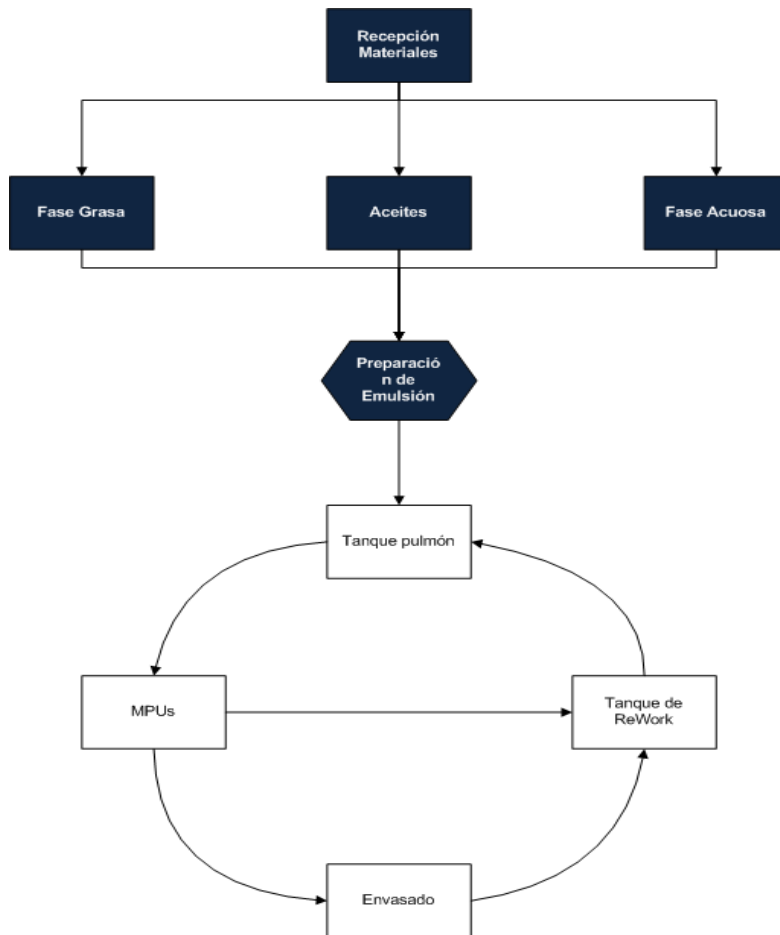 Recepción
Materiales
Fase Grasa
Aceites
Fase Acuosa
Preparació
n de
Emulsión
Tanque pulmón
MPUs
Tanque de
ReWork
Envasado